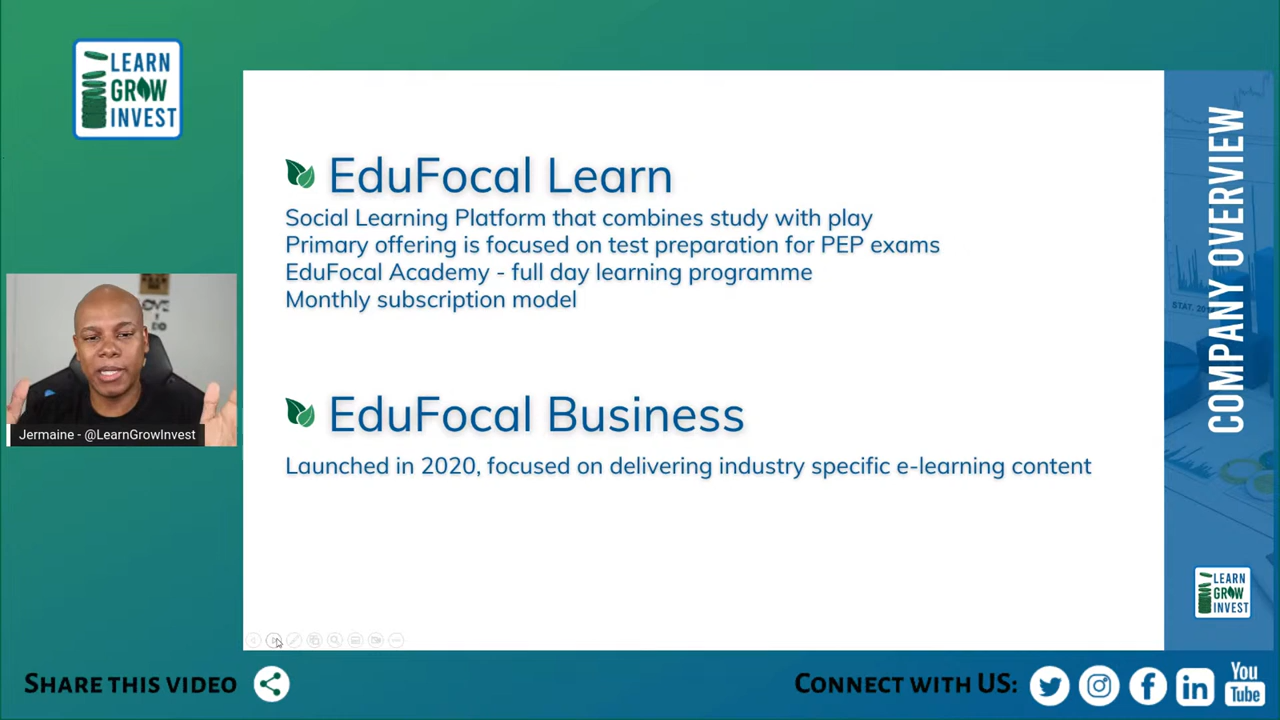 LEARN
GROW
INVEST
EduFocal Learn
Social Learning Platform that combines study with play
Primary offering is focused on test preparation for PEP exams
EduFocal Academy - full day learning programme
Monthly subscription model
EduFocal Business
Launched in 2020, focused on delivering industry specific e-learning content
COMPANY OVERVIEW
Jermaine - @LearnGrowInvest
LEARN
GROW
INVEST
SHARE THIS VIDEO
CONNECT WITH US:
You
Tube